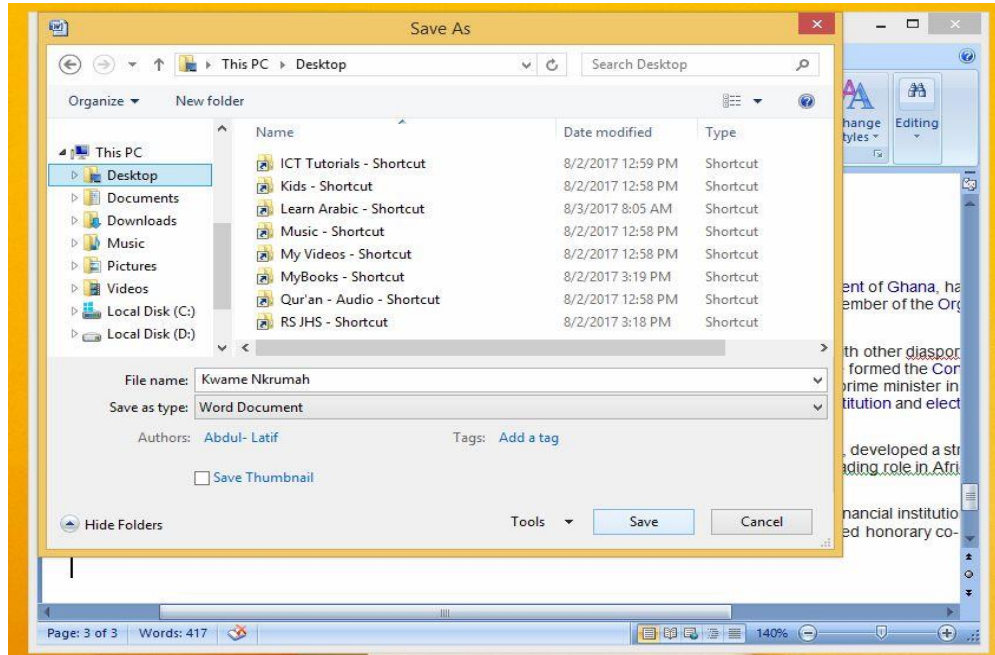 Save As
This PC Desktop
Search Desktop
Organize New folder
Name Date modified Type
This PC
Desktop
Documents
Downloads
Music
Pictures
Videos
Local Disk (C:)
Local Disk (D:)
ICT Tutorials - Shortcut 8/2/2017 12:59 PM Shortcut
Kids - Shortcut 8/2/2017 12:58 PM Shortcut
Learn Arabic - Shortcut 8/3/2017 8:05 AM Shortcut
Music - Shortcut 8/2/2017 12:58 PM Shortcut
My Videos - Shortcut 8/2/2017 12:58 PM Shortcut
MyBooks - Shortcut 8/2/2017 3:19 PM Shortcut
Qur'an - Audio - Shortcut 8/2/2017 12:58 PM Shortcut
RS JHS - Shortcut 8/2/2017 3:18 PM Shortcut
File name: Kwame Nkrumah
Save as type: Word Document
Authors: Abdul- Latif Tags: Add a tag
Save Thumbnail
Hide Folders Tools Save Cancel
hange
tyles
Editing
ent of Ghana, ha
ember of the Org
th other diaspor
formed the Con
prime minister in
titution and elect
, developed a str
ading role in Afri
nancial institutio
ed honorary co-
Page: 3 of 3 Words: 417 140%